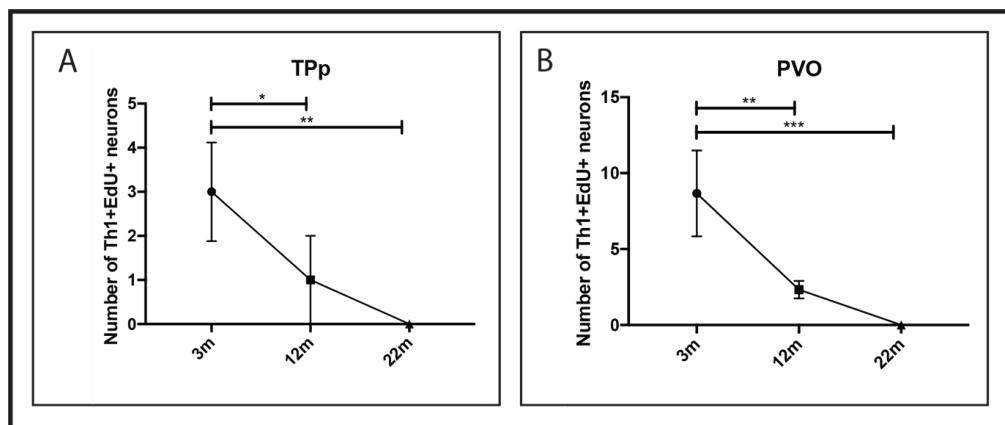 A
TPp
*
**
5
4
3
2
1
0
Number of Th1+EdU+ neurons
3m
12m
22m
B
PVO
**
***
15
10
5
0
Number of Th1+EdU+ neurons
3m
12m
22m